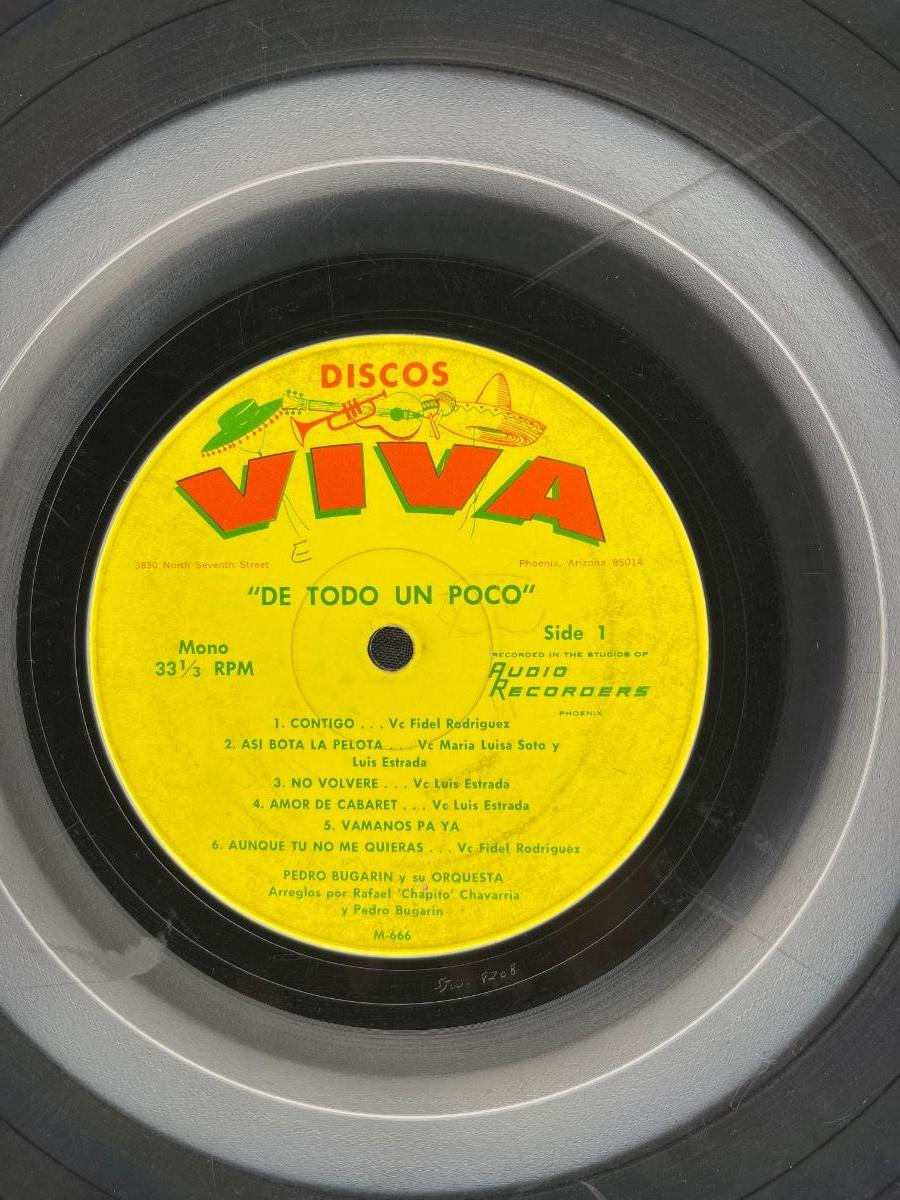 DISCOS
VIVA
E
3830 North Seventh Street
Phoenix, Arizona 85014
"DE TODO UN POCO"
Mono
33 1/3 RPM
Side 1
RECORDED IN THE STUDIOS OF
AUDIO
RECORDERS
PHOENIX
1. CONTIGO . . . Vc Fidel Rodriguez
2. ASI BOTA LA PELOTA . . . Vc Maria Luisa Soto y
Luis Estrada
3. NO VOLVERE . . . Vc Luis Estrada
4. AMOR DE CABARET . . . Vc Luis Estrada
5. VAMANOS PA YA
6. AUNQUE TU NO ME QUIERAS . . . Vc Fidel Rodriguez
PEDRO BUGARIN y su ORQUESTA
Arreglos por Rafael 'Chapito' Chavarria
y Pedro Bugarin
M-666
8208